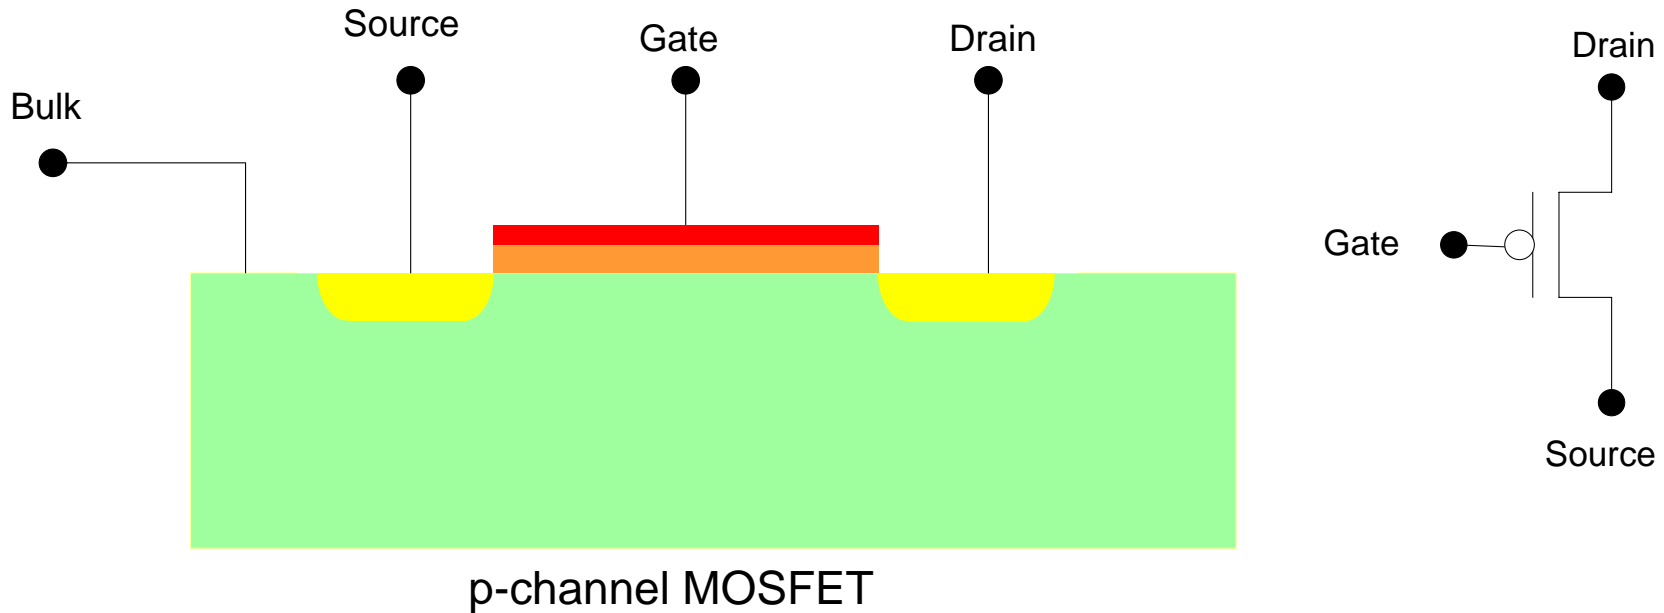 Source
Gate
Drain
Bulk
Drain
Gate
Source
p-channel MOSFET